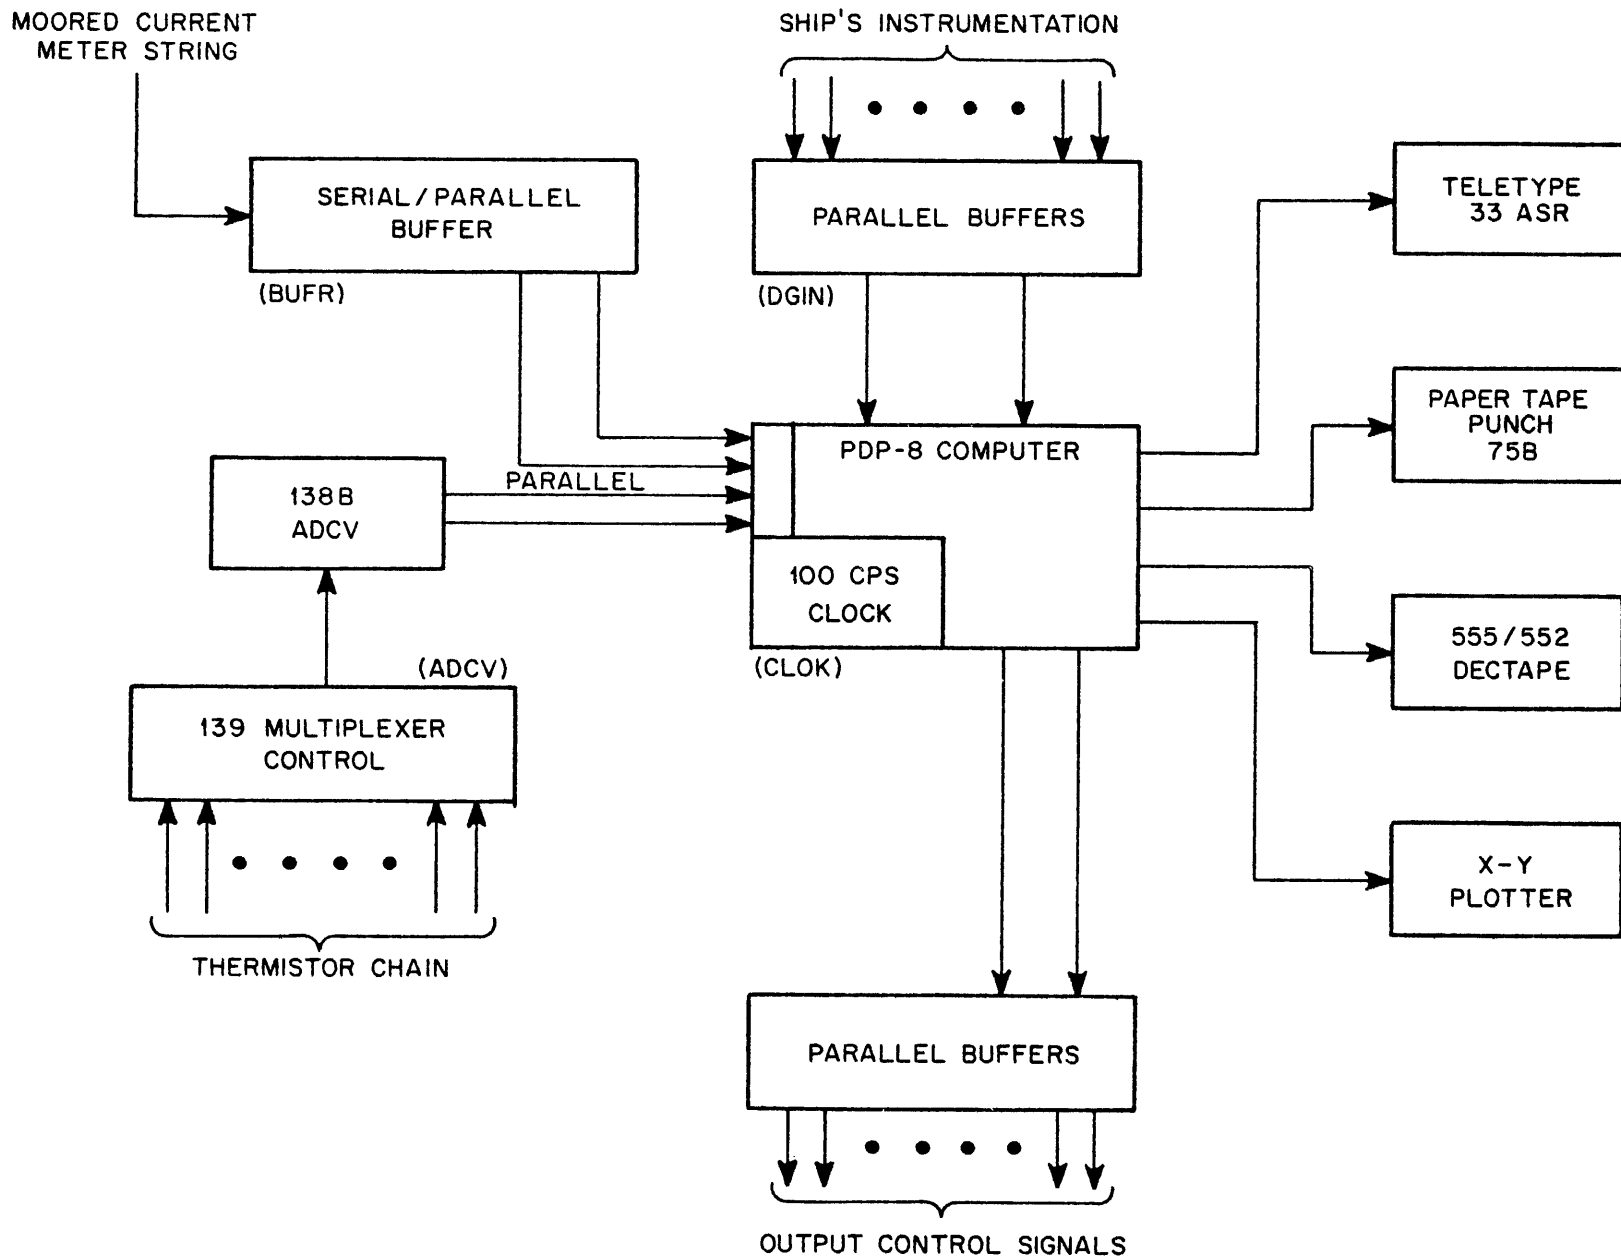 MOORED CURRENT
METER STRING
SHIP'S INSTRUMENTATION
SERIAL/PARALLEL
BUFFER
(BUFR)
PARALLEL BUFFERS
(DGIN)
TELETYPE
33 ASR
PAPER TAPE
PUNCH
75B
PDP-8 COMPUTER
PARALLEL
138B
ADCV
100 CPS
CLOCK
(CLOK)
(ADCV)
139 MULTIPLEXER
CONTROL
THERMISTOR CHAIN
555/552
DECTAPE
X-Y
PLOTTER
PARALLEL BUFFERS
OUTPUT CONTROL SIGNALS